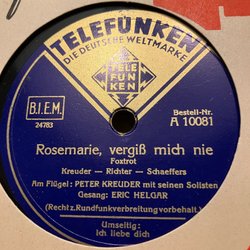 TELEFUNKEN
DIE DEUTSCHE WELTMARKE
TELE
FUN
KEN
B.I.E.M.
24783
Bestell-Nr.
A 10081
Rosemarie, vergiß mich nie
Foxtrot
Kreuder — Richter — Schaeffers
Am Flügel: PETER KREUDER mit seinen Solisten
Gesang: ERIC HELGAR
(Recht z. Rundfunkverbreitung vorbehalt.)
Umseitig:
Ich liebe dich